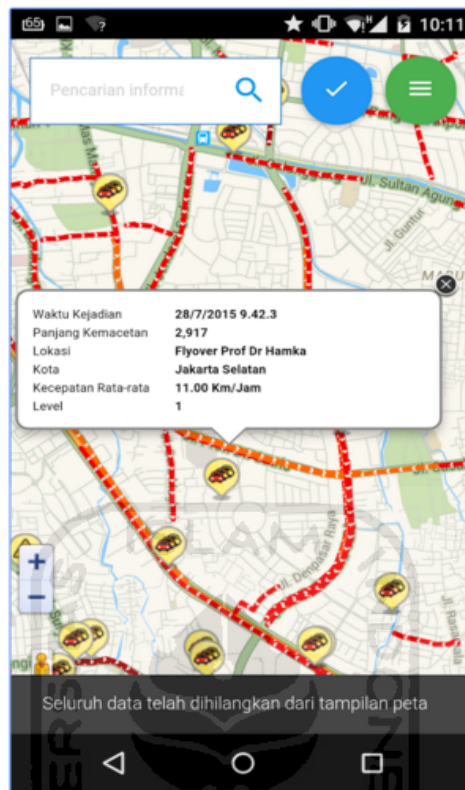 65
10:11
Pencarian informa
Jl. Sultan Agung
Jl. Guntur
Waktu Kejadian 28/7/2015 9.42.3
Panjang Kemacetan 2,917
Lokasi Flyover Prof Dr Hamka
Kota Jakarta Selatan
Kecepatan Rata-rata 11.00 Km/Jam
Level 1
Jl. Denpasar Raya
+
−
Seluruh data telah dihilangkan dari tampilan peta